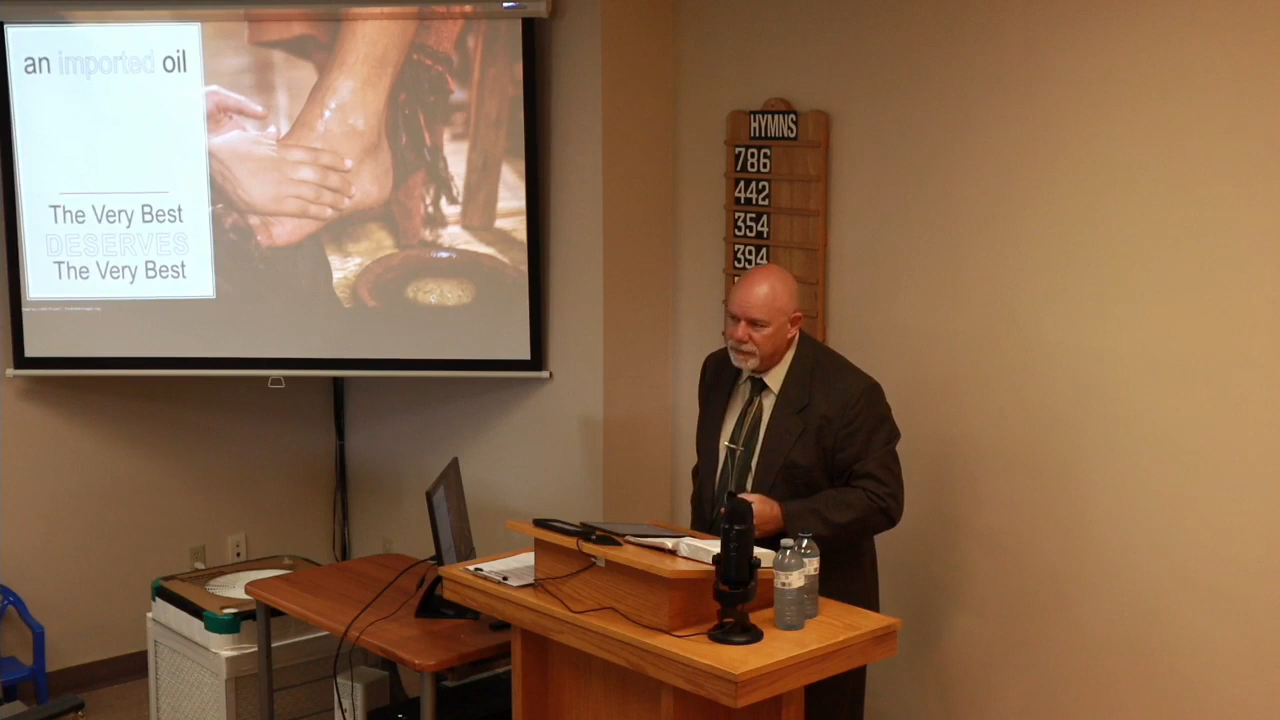 an imported oil
The Very Best
DESERVES
The Very Best
HYMNS
786
442
354
394